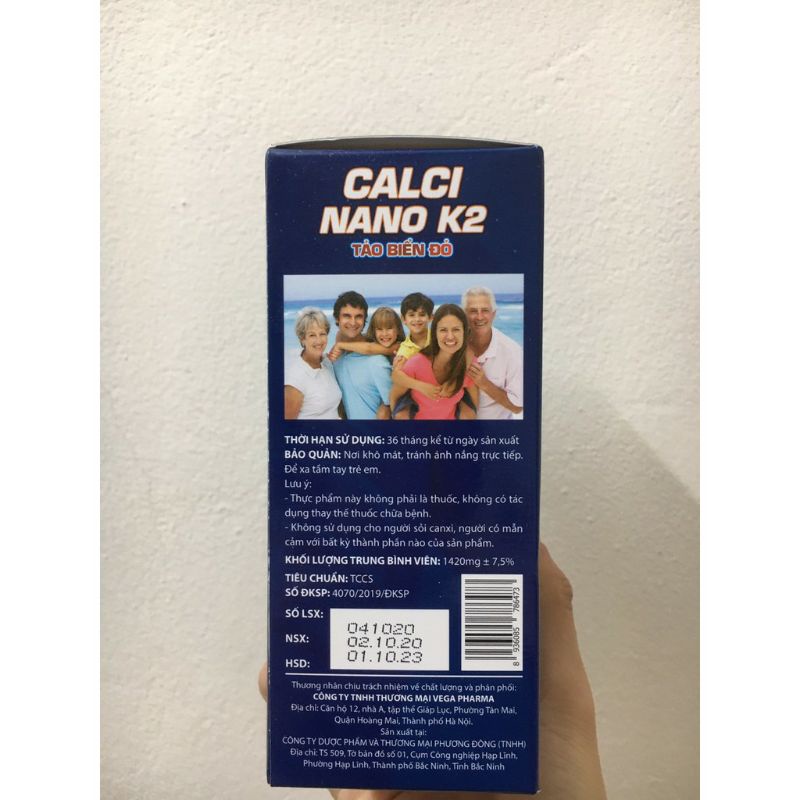 CALCI
NANO K2
TẢO BIỂN ĐỎ
THỜI HẠN SỬ DỤNG: 36 tháng kể từ ngày sản xuất
BẢO QUẢN: Nơi khô mát, tránh ánh nắng trực tiếp.
Để xa tầm tay trẻ em.
Lưu ý:
- Thực phẩm này không phải là thuốc, không có tác
dụng thay thế thuốc chữa bệnh.
- Không sử dụng cho người sỏi canxi, người có mẫn
cảm với bất kỳ thành phần nào của sản phẩm.
KHỐI LƯỢNG TRUNG BÌNH VIÊN: 1420mg ± 7,5%
TIÊU CHUẨN: TCCS
SỐ ĐKSP: 4070/2019/ĐKSP
SỐ LSX: 041020
NSX: 02.10.20
HSD: 01.10.23
8 936085 786473
Thương nhân chịu trách nhiệm về chất lượng và phân phối:
CÔNG TY TNHH THƯƠNG MẠI VEGA PHARMA
Địa chỉ: Căn hộ 12, nhà A, tập thể Giáp Lục, Phường Tân Mai,
Quận Hoàng Mai, Thành phố Hà Nội.
Sản xuất tại:
CÔNG TY DƯỢC PHẨM VÀ THƯƠNG MẠI PHƯƠNG ĐÔNG (TNHH)
Địa chỉ: TS 509, Tờ bản đồ số 01, Cụm Công nghiệp Hạp Lĩnh,
Phường Hạp Lĩnh, Thành phố Bắc Ninh, Tỉnh Bắc Ninh